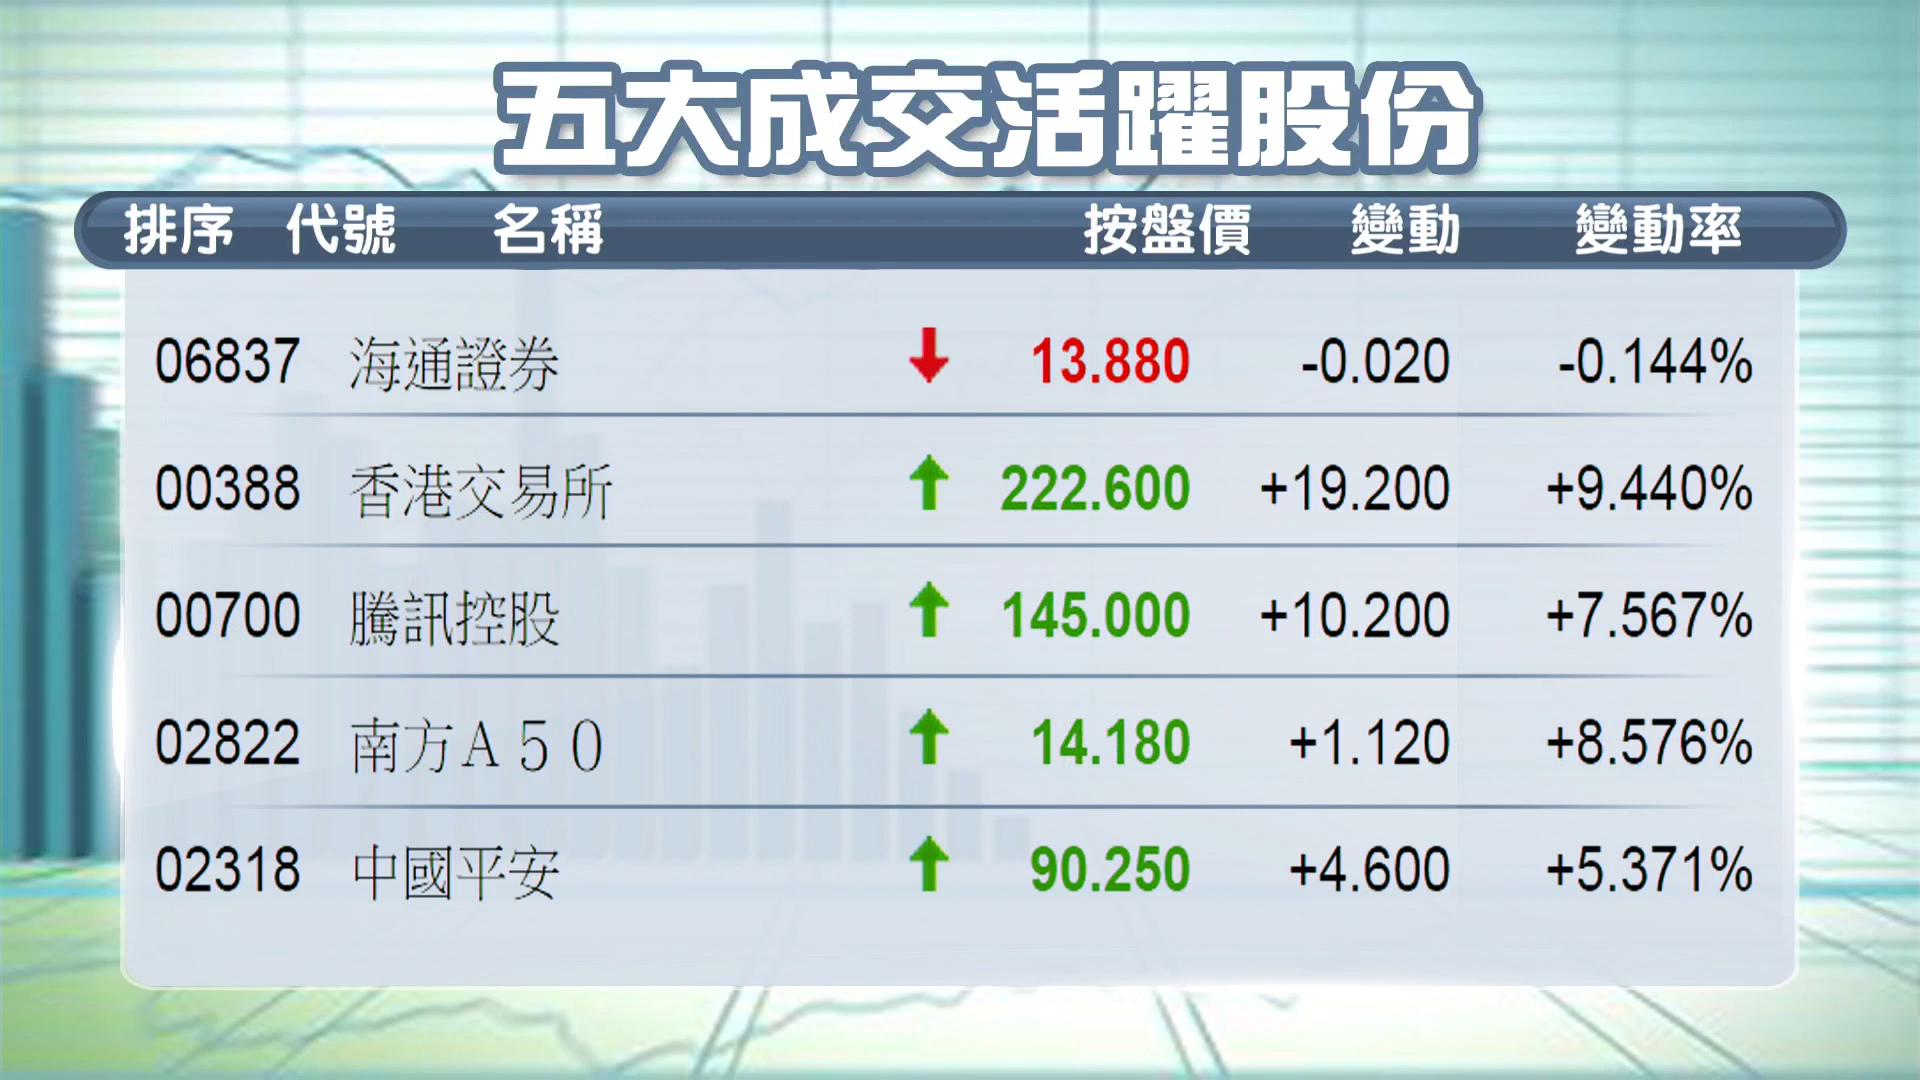 五大成交活躍股份
排序 代號 名稱 按盤價 變動 變動率
06837 海通證券 13.880 -0.020 -0.144%
00388 香港交易所 222.600 +19.200 +9.440%
00700 騰訊控股 145.000 +10.200 +7.567%
02822 南方Ａ５０ 14.180 +1.120 +8.576%
02318 中國平安 90.250 +4.600 +5.371%